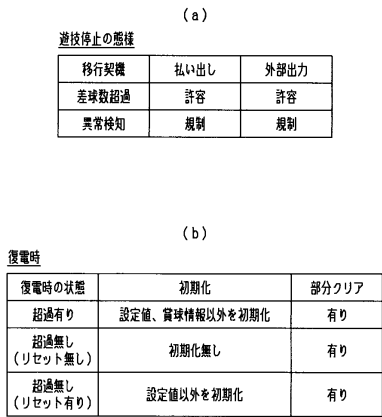 (a)
遊技停止の態様
移行契機 払い出し 外部出力
差球数超過 許容 許容
異常検知 規制 規制
(b)
復電時
復電時の状態 初期化 部分クリア
超過有り 設定値、賞球情報以外を初期化 有り
超過無し
(リセット無し) 初期化無し 有り
超過無し
(リセット有り) 設定値以外を初期化 有り